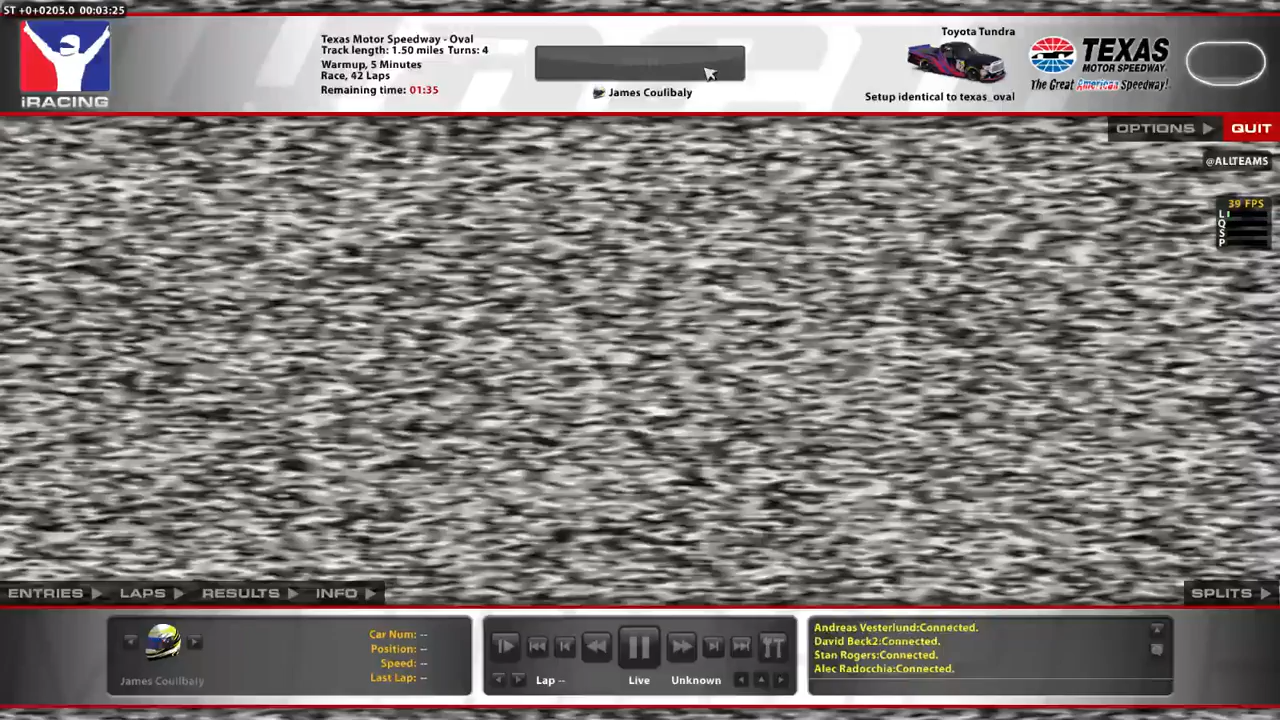 ST +0+0205.0 00:03:25
iRACING
Texas Motor Speedway - Oval
Track length: 1.50 miles Turns: 4
Warmup, 5 Minutes
Race, 42 Laps
Remaining time: 01:35
James Coulibaly
Toyota Tundra
Setup identical to texas_oval
TEXAS
MOTOR SPEEDWAY.
The Great American Speedway!
OPTIONS
QUIT
@ALLTEAMS
39 FPS
L
Q
S
P
ENTRIES
LAPS
RESULTS
INFO
SPLITS
James Coulibaly
Car Num: --
Position: --
Speed: --
Last Lap: --
Lap --
Live
Unknown
Andreas Vesterlund:Connected.
David Beck2:Connected.
Stan Rogers:Connected.
Alec Radocchia:Connected.